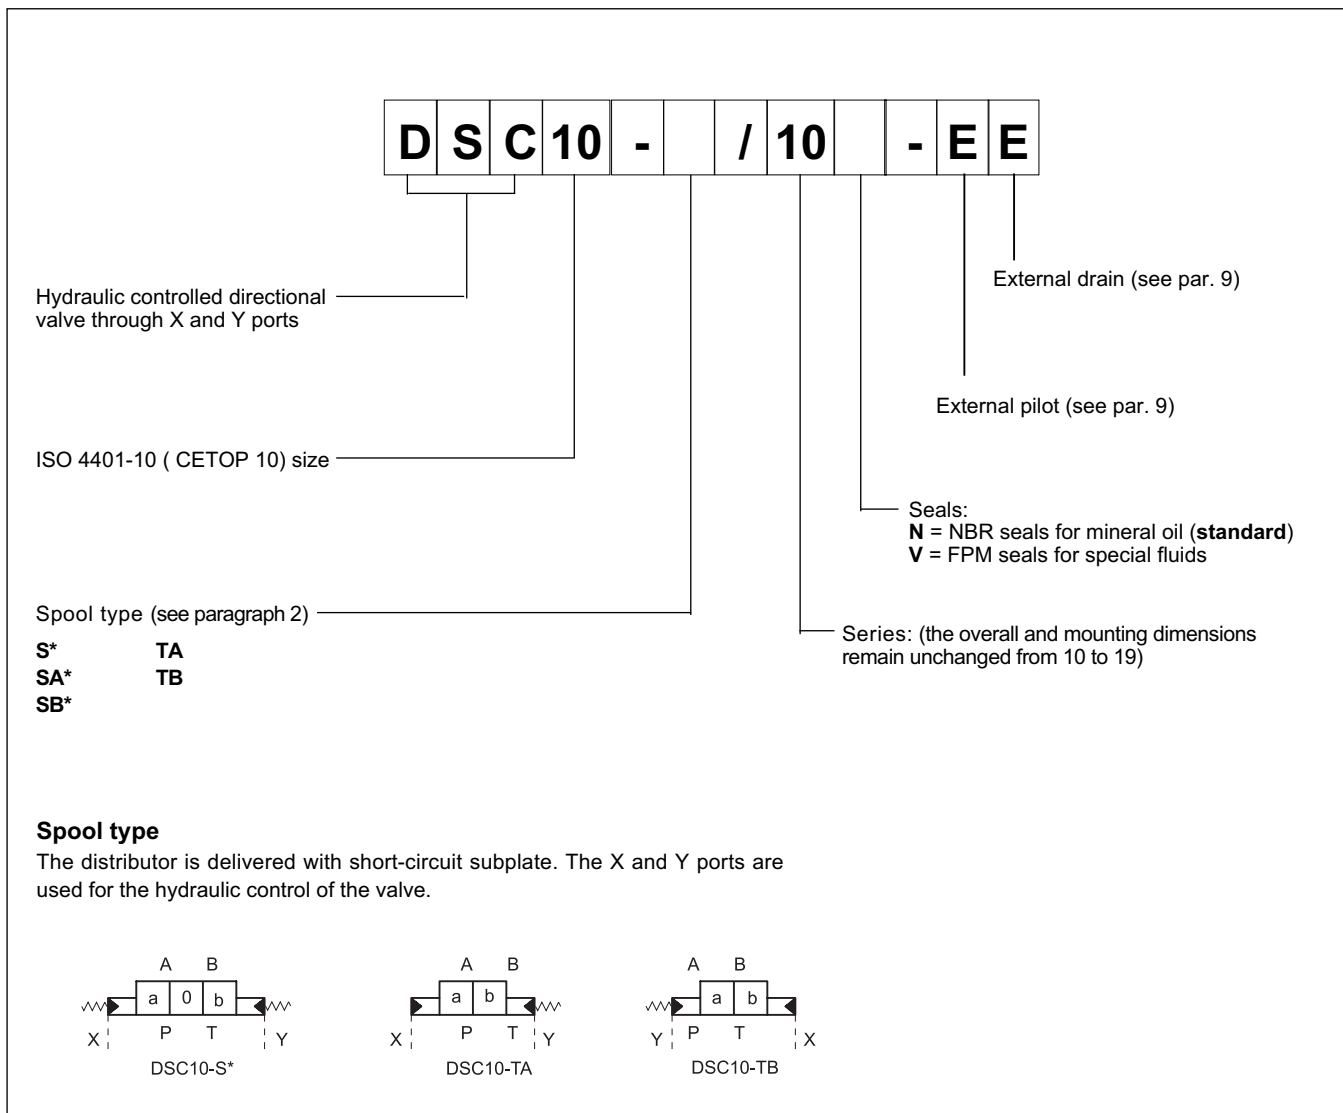 D S C 10 - / 10 - E E
Hydraulic controlled directional
valve through X and Y ports
External drain (see par. 9)
External pilot (see par. 9)
ISO 4401-10 ( CETOP 10) size
Seals:
N = NBR seals for mineral oil (standard)
V = FPM seals for special fluids
Spool type (see paragraph 2)
S* TA
SA* TB
SB*
Series: (the overall and mounting dimensions
remain unchanged from 10 to 19)
Spool type
The distributor is delivered with short-circuit subplate. The X and Y ports are
used for the hydraulic control of the valve.
A B
a 0 b
X P T Y
DSC10-S*
A B
a b
X P T Y
DSC10-TA
A B
a b
Y P T X
DSC10-TB